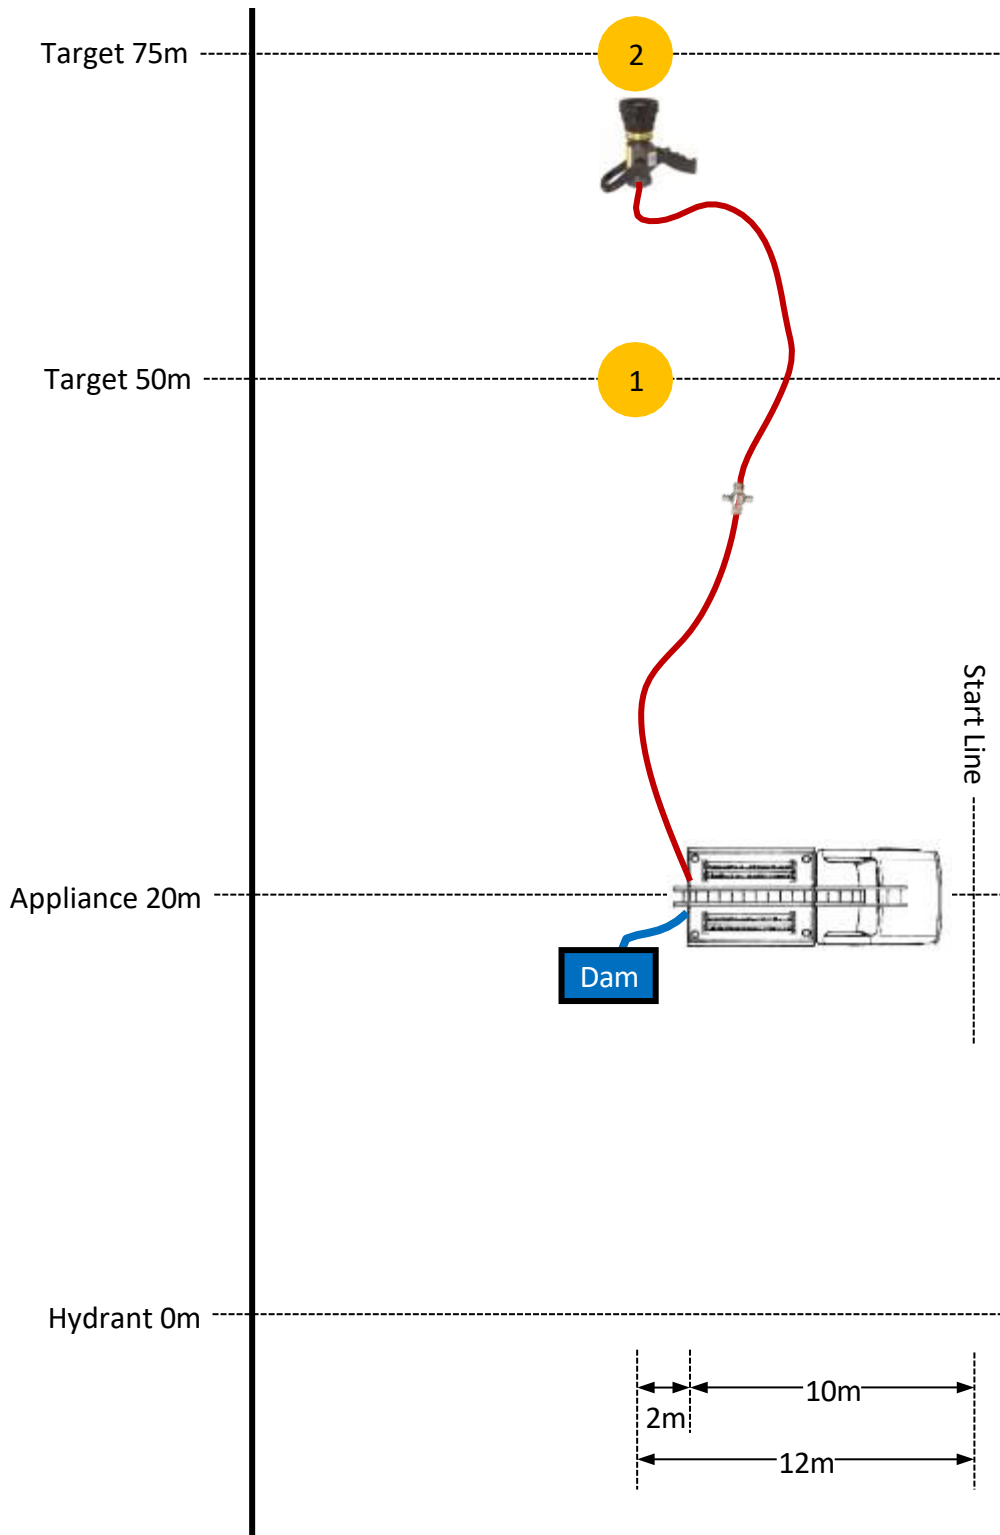 Target 75m
2
Target 50m
1
Start Line
Appliance 20m
Dam
Hydrant 0m
10m
2m
12m